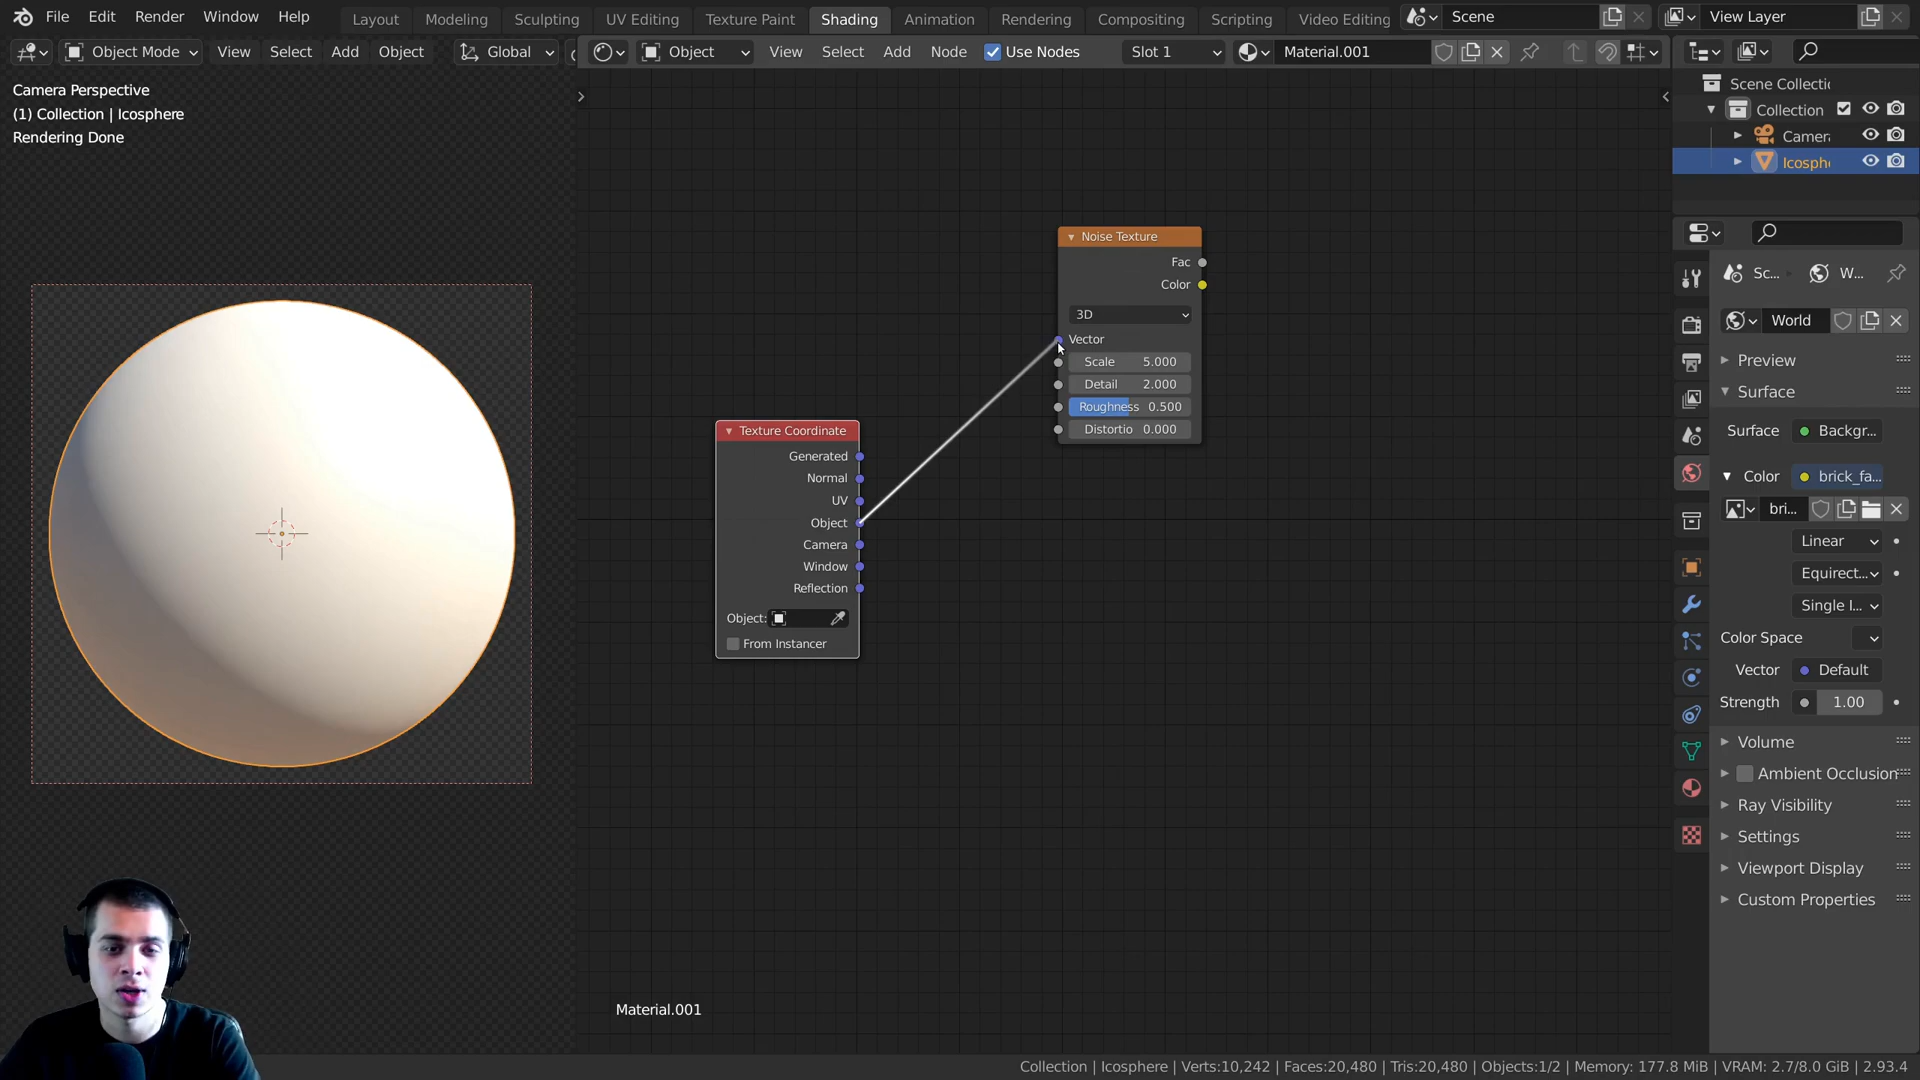 File Edit Render Window Help Layout Modeling Sculpting UV Editing Texture Paint Shading Animation Rendering Compositing Scripting Video Editing Scene View Layer
Object Mode View Select Add Object Global Object View Select Add Node Use Nodes Slot 1 Material.001
Camera Perspective
(1) Collection | Icosphere
Rendering Done
Noise Texture
Fac
Color
3D
Vector
Scale 5.000
Detail 2.000
Roughness 0.500
Distortio 0.000
Texture Coordinate
Generated
Normal
UV
Object
Camera
Window
Reflection
Object:
From Instancer
Material.001
Scene Collectic
Collection
Camer
Icosph
Sc... W...
World
Preview
Surface
Surface Backgr...
Color brick_fa...
bri...
Linear
Equirect...
Single I...
Color Space
Vector Default
Strength 1.00
Volume
Ambient Occlusion
Ray Visibility
Settings
Viewport Display
Custom Properties
Collection | Icosphere | Verts:10,242 | Faces:20,480 | Tris:20,480 | Objects:1/2 | Memory: 177.8 MiB | VRAM: 2.7/8.0 GiB | 2.93.4